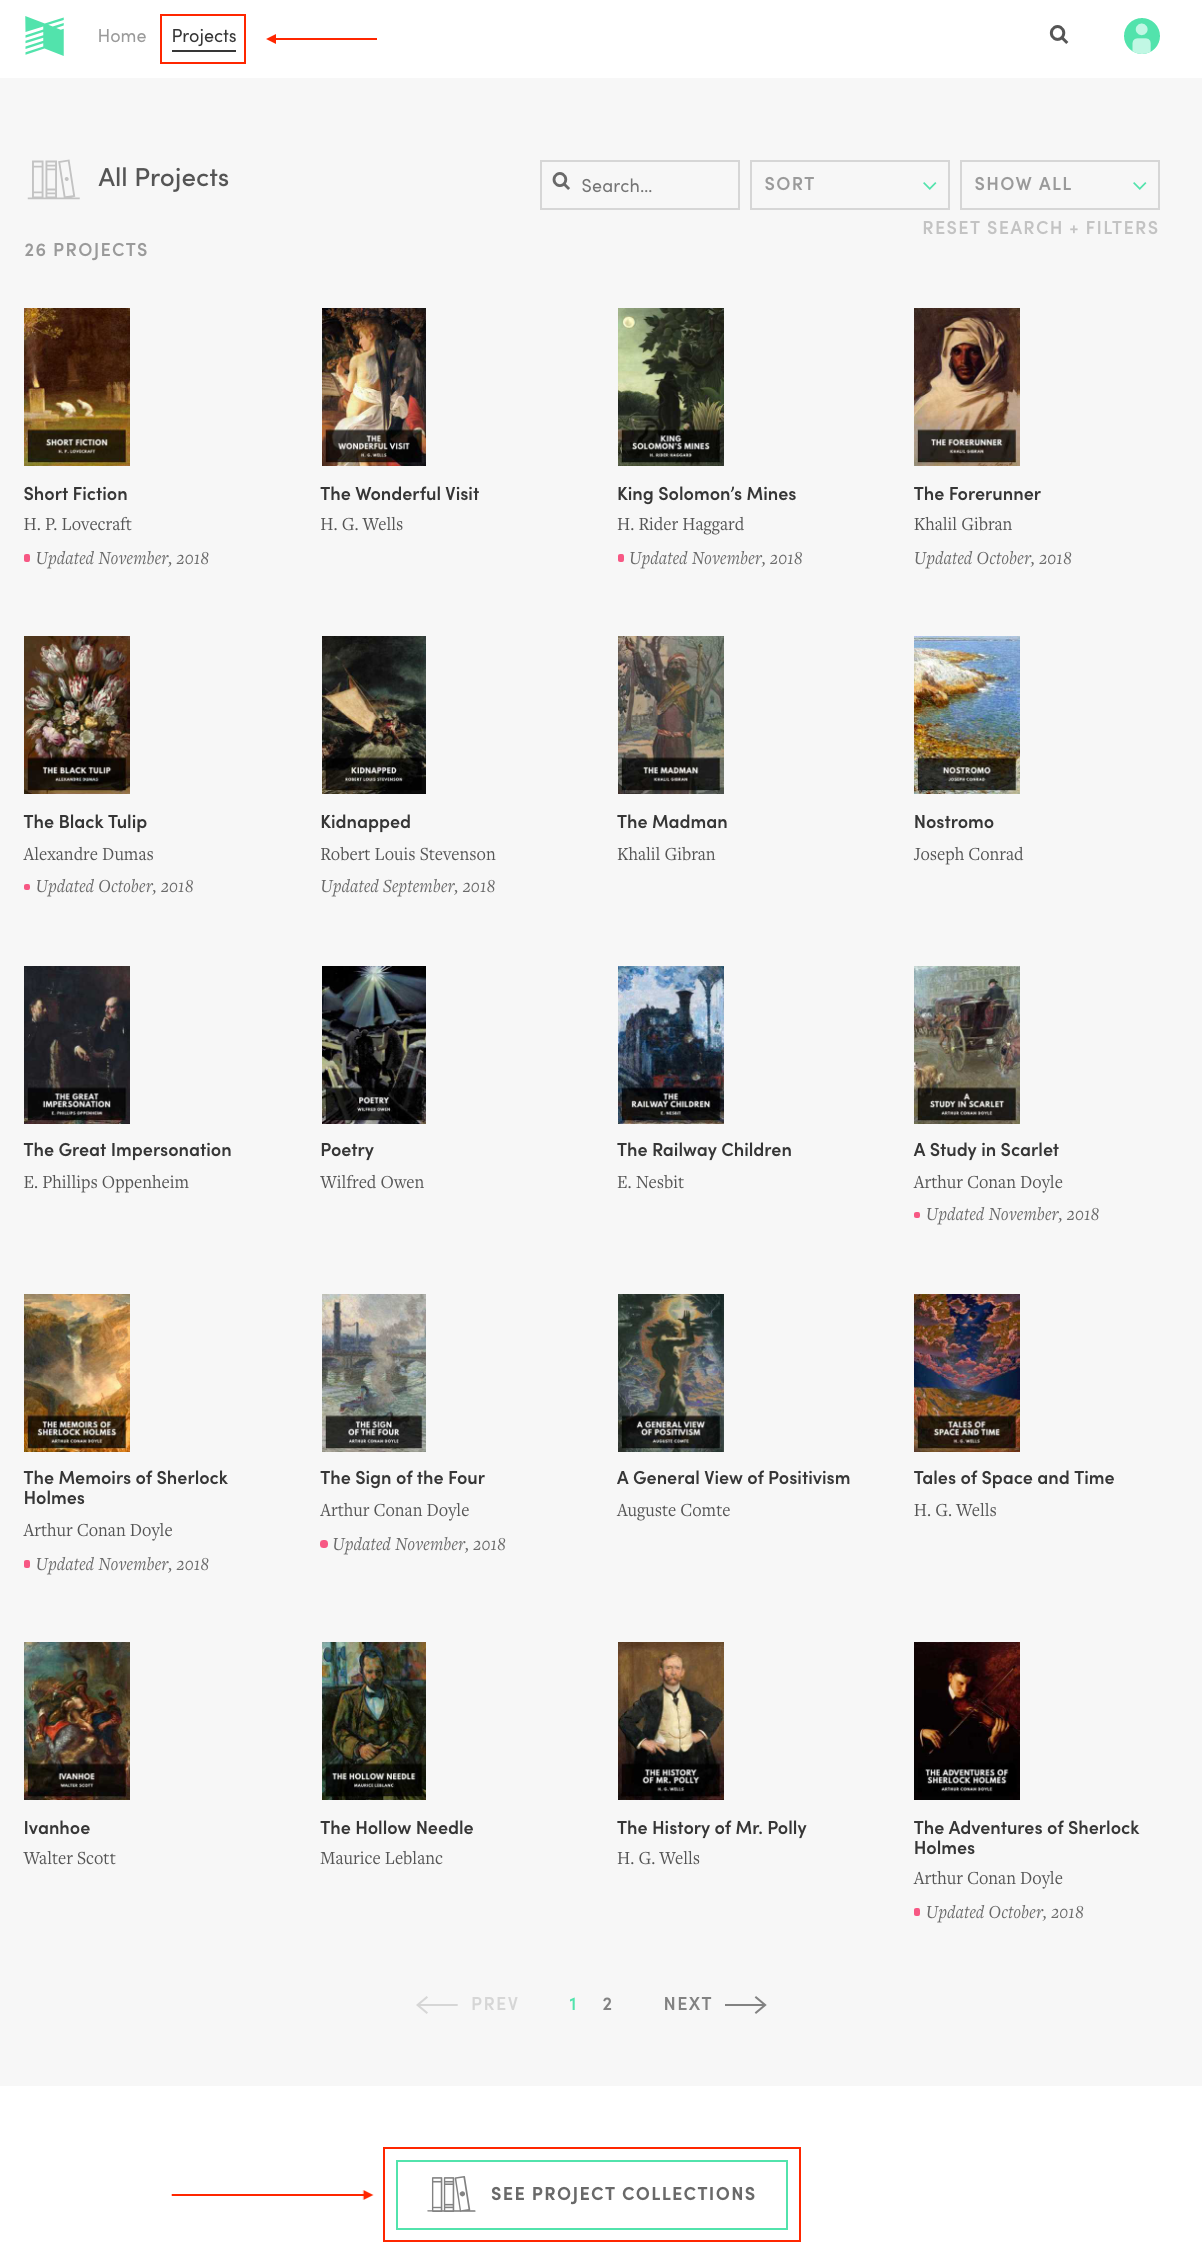 Home Projects
All Projects
Search...
SORT
SHOW ALL
RESET SEARCH + FILTERS
26 PROJECTS
SHORT FICTION
H. P. LOVECRAFT
THE
WONDERFUL VISIT
H. G. WELLS
KING
SOLOMON'S MINES
H. RIDER HAGGARD
THE FORERUNNER
KHALIL GIBRAN
Short Fiction
H. P. Lovecraft
Updated November, 2018
The Wonderful Visit
H. G. Wells
King Solomon's Mines
H. Rider Haggard
Updated November, 2018
The Forerunner
Khalil Gibran
Updated October, 2018
THE BLACK TULIP
ALEXANDRE DUMAS
KIDNAPPED
ROBERT LOUIS STEVENSON
THE MADMAN
KHALIL GIBRAN
NOSTROMO
JOSEPH CONRAD
The Black Tulip
Alexandre Dumas
Updated October, 2018
Kidnapped
Robert Louis Stevenson
Updated September, 2018
The Madman
Khalil Gibran
Nostromo
Joseph Conrad
THE GREAT
IMPERSONATION
E. PHILLIPS OPPENHEIM
POETRY
WILFRED OWEN
THE
RAILWAY CHILDREN
E. NESBIT
A
STUDY IN SCARLET
ARTHUR CONAN DOYLE
The Great Impersonation
E. Phillips Oppenheim
Poetry
Wilfred Owen
The Railway Children
E. Nesbit
A Study in Scarlet
Arthur Conan Doyle
Updated November, 2018
THE MEMOIRS OF
SHERLOCK HOLMES
ARTHUR CONAN DOYLE
THE SIGN
OF THE FOUR
ARTHUR CONAN DOYLE
A GENERAL VIEW
OF POSITIVISM
AUGUSTE COMTE
TALES OF
SPACE AND TIME
H. G. WELLS
The Memoirs of Sherlock
Holmes
Arthur Conan Doyle
Updated November, 2018
The Sign of the Four
Arthur Conan Doyle
Updated November, 2018
A General View of Positivism
Auguste Comte
Tales of Space and Time
H. G. Wells
IVANHOE
WALTER SCOTT
THE HOLLOW NEEDLE
MAURICE LEBLANC
THE HISTORY
OF MR. POLLY
H. G. WELLS
THE ADVENTURES OF
SHERLOCK HOLMES
ARTHUR CONAN DOYLE
Ivanhoe
Walter Scott
The Hollow Needle
Maurice Leblanc
The History of Mr. Polly
H. G. Wells
The Adventures of Sherlock
Holmes
Arthur Conan Doyle
Updated October, 2018
PREV 1 2 NEXT
SEE PROJECT COLLECTIONS